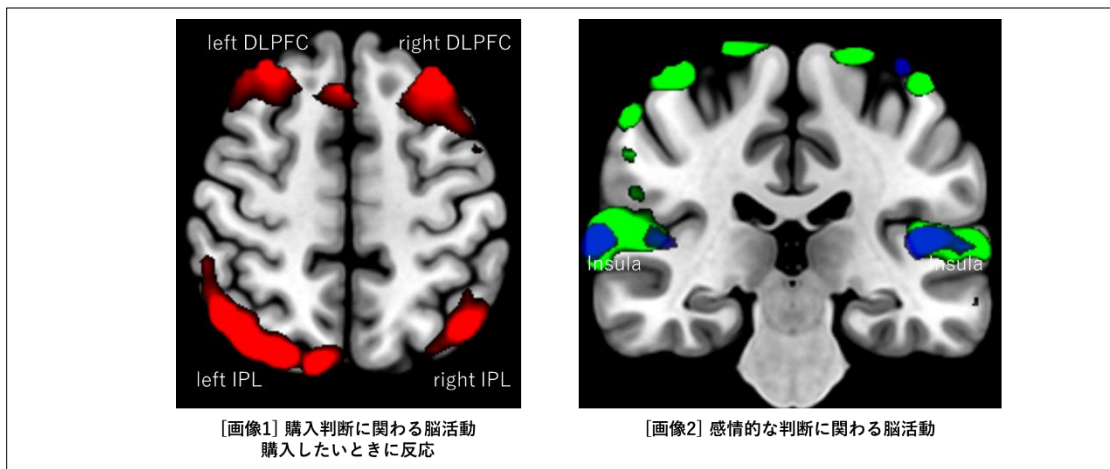 left DLPFC
right DLPFC
left IPL
right IPL
[画像1] 購入判断に関わる脳活動
購入したいときに反応
Insula
Insula
[画像2] 感情的な判断に関わる脳活動